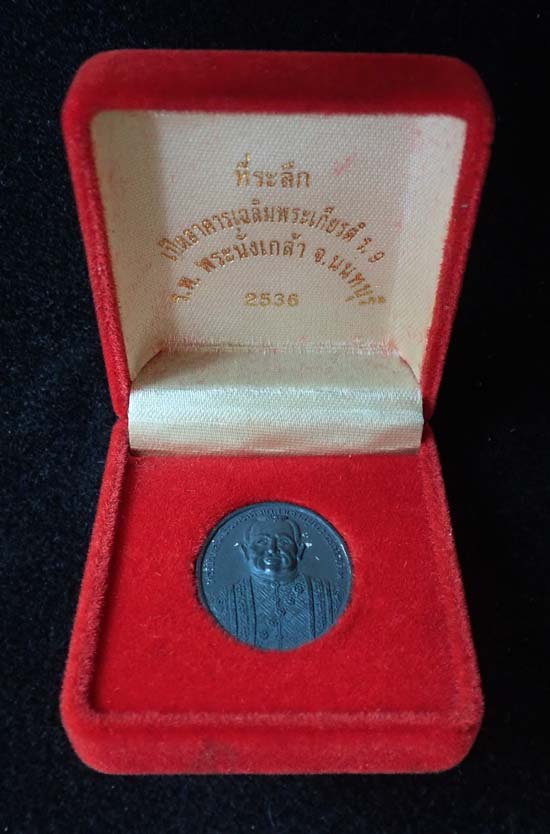 ที่ระลึก
เปิดอาคารเฉลิมพระเกียรติ ร.9
ร.พ. พระนั่งเกล้า จ.นนทบุรี
2536